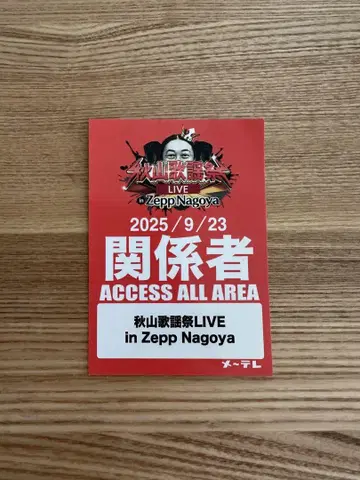 秋山歌謡祭
LIVE
in Zepp Nagoya
2025/9/23
関係者
ACCESS ALL AREA
秋山歌謡祭LIVE
in Zepp Nagoya
メ〜テレ